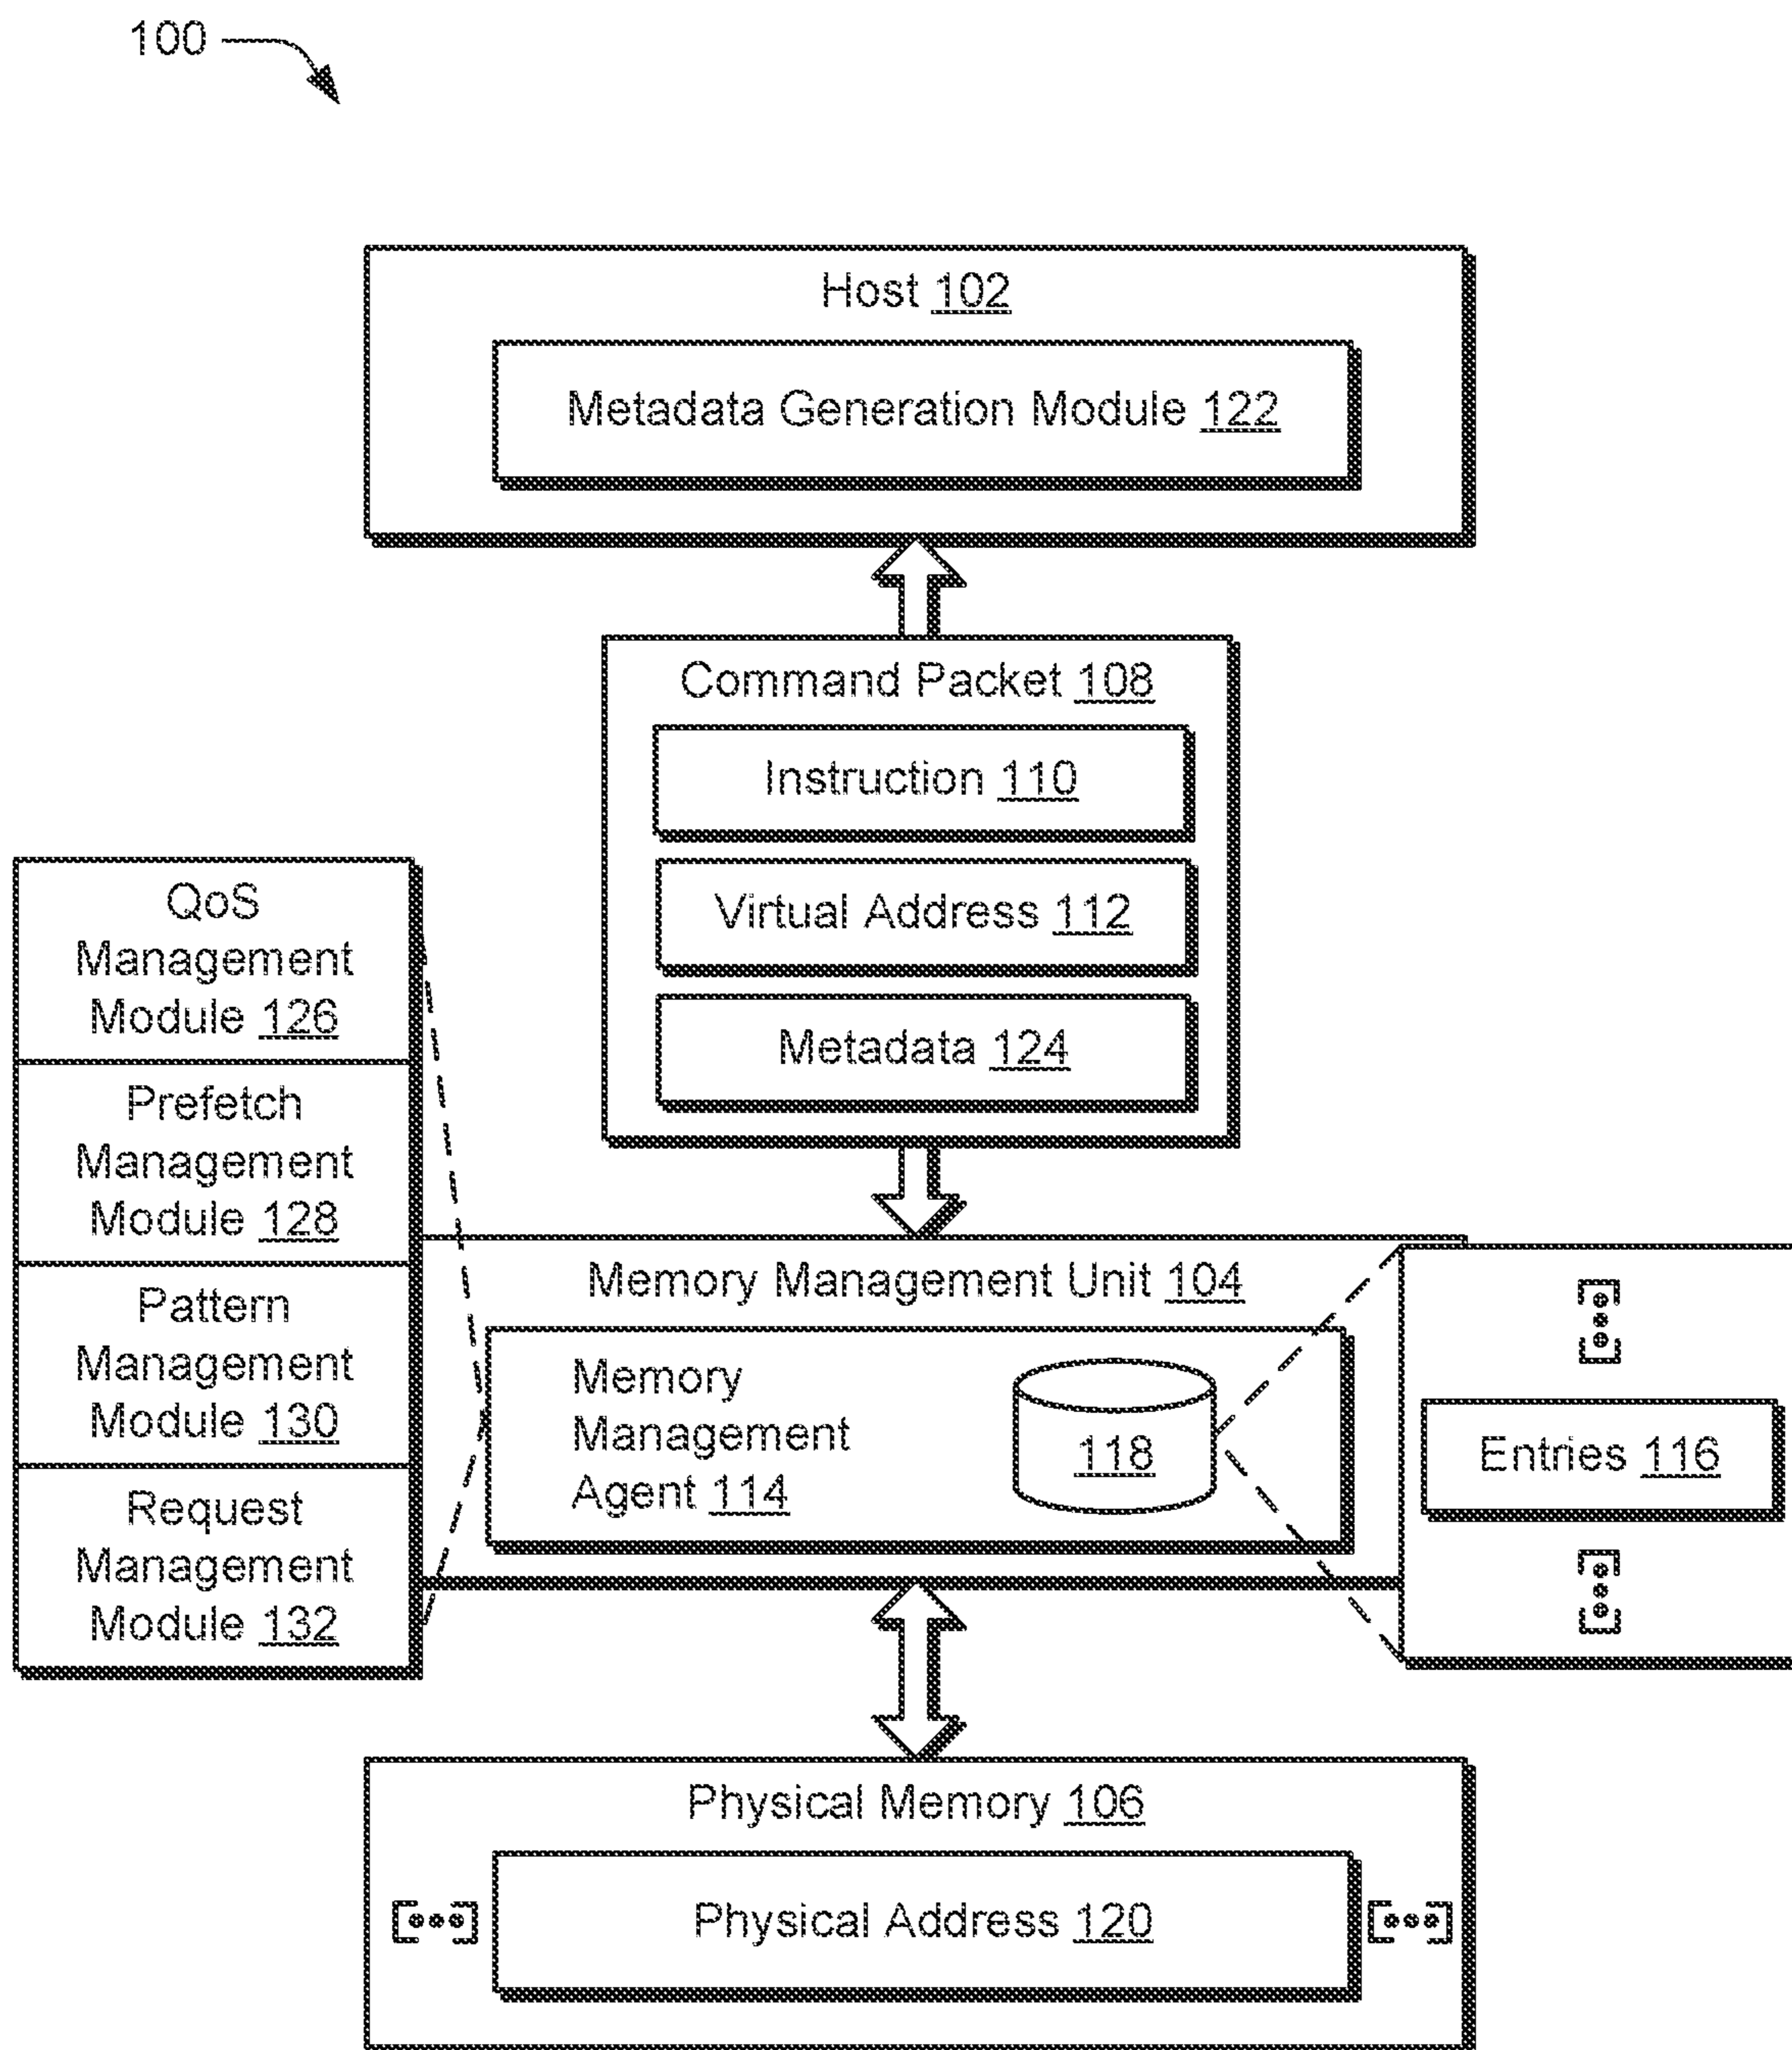 100
Host 102
Metadata Generation Module 122
Command Packet 108
Instruction 110
Virtual Address 112
Metadata 124
QoS
Management
Module 126
Prefetch
Management
Module 128
Pattern
Management
Module 130
Request
Management
Module 132
Memory Management Unit 104
Memory
Management
Agent 114
118
Entries 116
Physical Memory 106
Physical Address 120